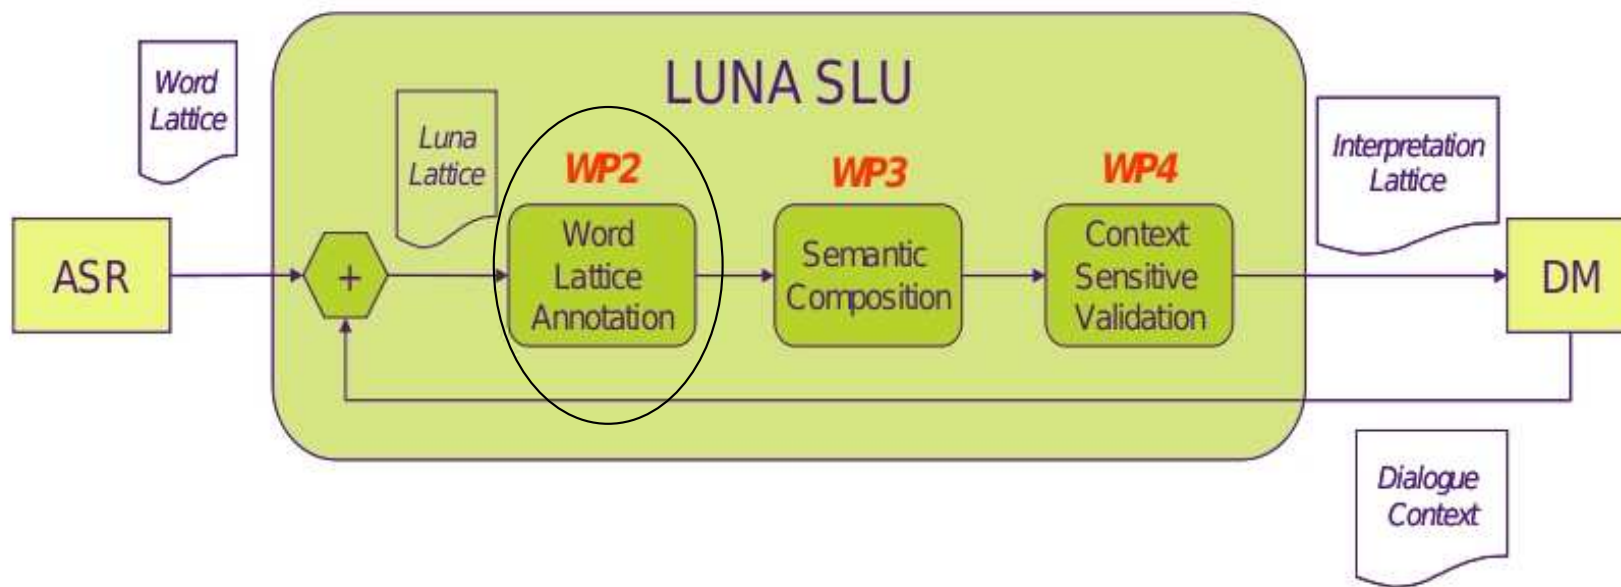 LUNA SLU
Word
Lattice
Luna
Lattice
WP2
WP3
WP4
Interpretation
Lattice
ASR
+
Word
Lattice
Annotation
Semantic
Composition
Context
Sensitive
Validation
DM
Dialogue
Context